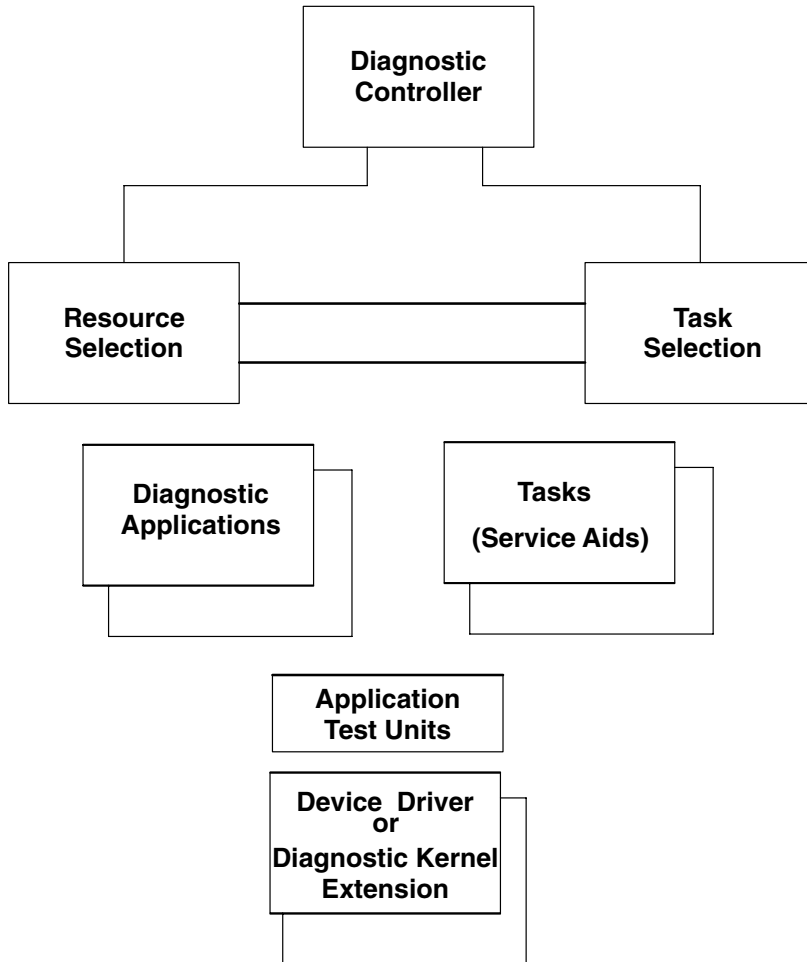 Diagnostic
Controller
Resource
Selection
Task
Selection
Diagnostic
Applications
Tasks
(Service Aids)
Application
Test Units
Device Driver
or
Diagnostic Kernel
Extension